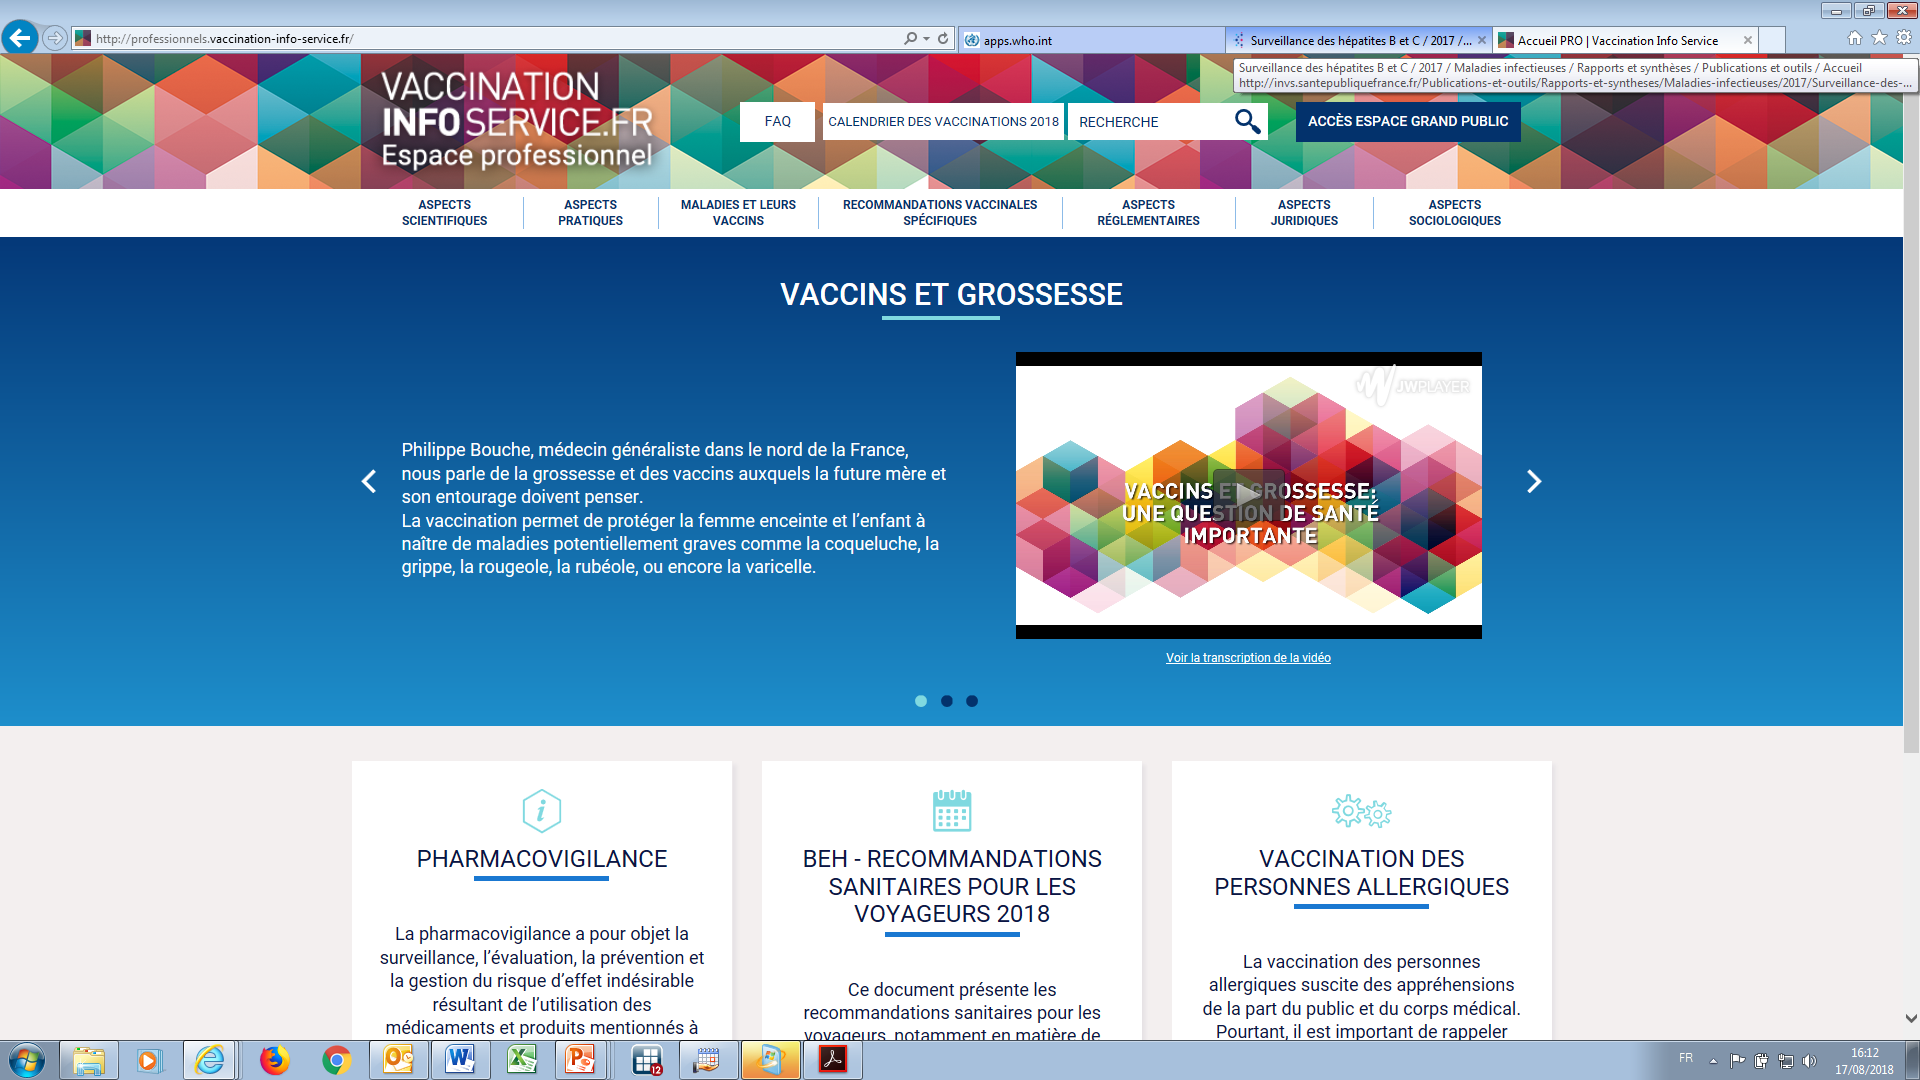 http://professionnels.vaccination-info-service.fr/
apps.who.int
Surveillance des hépatites B et C / 2017 /...
Accueil PRO | Vaccination Info Service
Surveillance des hépatites B et C / 2017 / Maladies infectieuses / Rapports et synthèses / Publications et outils / Accueil
http://invs.santepubliquefrance.fr/Publications-et-outils/Rapports-et-syntheses/Maladies-infectieuses/2017/Surveillance-des-...
VACCINATION
INFO SERVICE.FR
Espace professionnel
FAQ
CALENDRIER DES VACCINATIONS 2018
RECHERCHE
ACCÈS ESPACE GRAND PUBLIC
ASPECTS
SCIENTIFIQUES
ASPECTS
PRATIQUES
MALADIES ET LEURS
VACCINS
RECOMMANDATIONS VACCINALES
SPÉCIFIQUES
ASPECTS
RÉGLEMENTAIRES
ASPECTS
JURIDIQUES
ASPECTS
SOCIOLOGIQUES
VACCINS ET GROSSESSE
Philippe Bouche, médecin généraliste dans le nord de la France,
nous parle de la grossesse et des vaccins auxquels la future mère et
son entourage doivent penser.
La vaccination permet de protéger la femme enceinte et l'enfant à
naître de maladies potentiellement graves comme la coqueluche, la
grippe, la rougeole, la rubéole, ou encore la varicelle.
JWPLAYER
VACCINS ET GROSSESSE:
UNE QUESTION DE SANTÉ
IMPORTANTE
Voir la transcription de la vidéo
PHARMACOVIGILANCE
La pharmacovigilance a pour objet la
surveillance, l'évaluation, la prévention et
la gestion du risque d'effet indésirable
résultant de l'utilisation des
médicaments et produits mentionnés à
BEH - RECOMMANDATIONS
SANITAIRES POUR LES
VOYAGEURS 2018
Ce document présente les
recommandations sanitaires pour les
voyageurs, notamment en matière de
VACCINATION DES
PERSONNES ALLERGIQUES
La vaccination des personnes
allergiques suscite des appréhensions
de la part du public et du corps médical.
Pourtant, il est important de rappeler
12
FR
16:12
17/08/2018